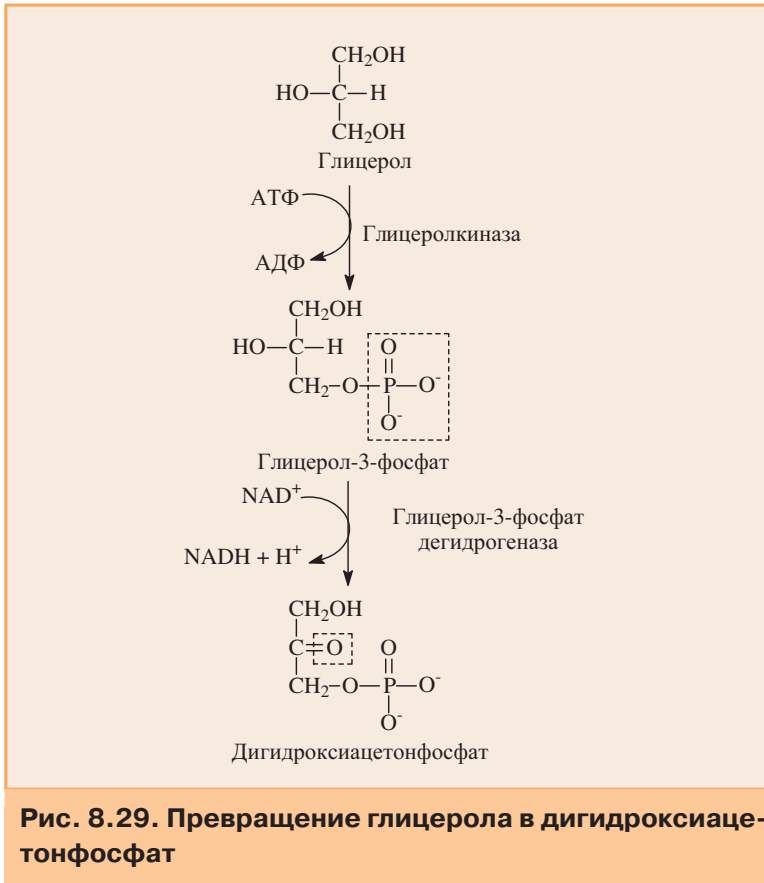 CH₂OH
HO—C—H
CH₂OH
Глицерол
АТФ
Глицеролкиназа
АДФ
CH₂OH
HO—C—H
O
CH₂–O—P—O⁻
O⁻
Глицерол-3-фосфат
NAD⁺
Глицерол-3-фосфат
дегидрогеназа
NADH + H⁺
CH₂OH
C=O
O
CH₂–O—P—O⁻
O⁻
Дигидроксиацетонфосфат
Рис. 8.29. Превращение глицерола в дигидроксиаце-
тонфосфат